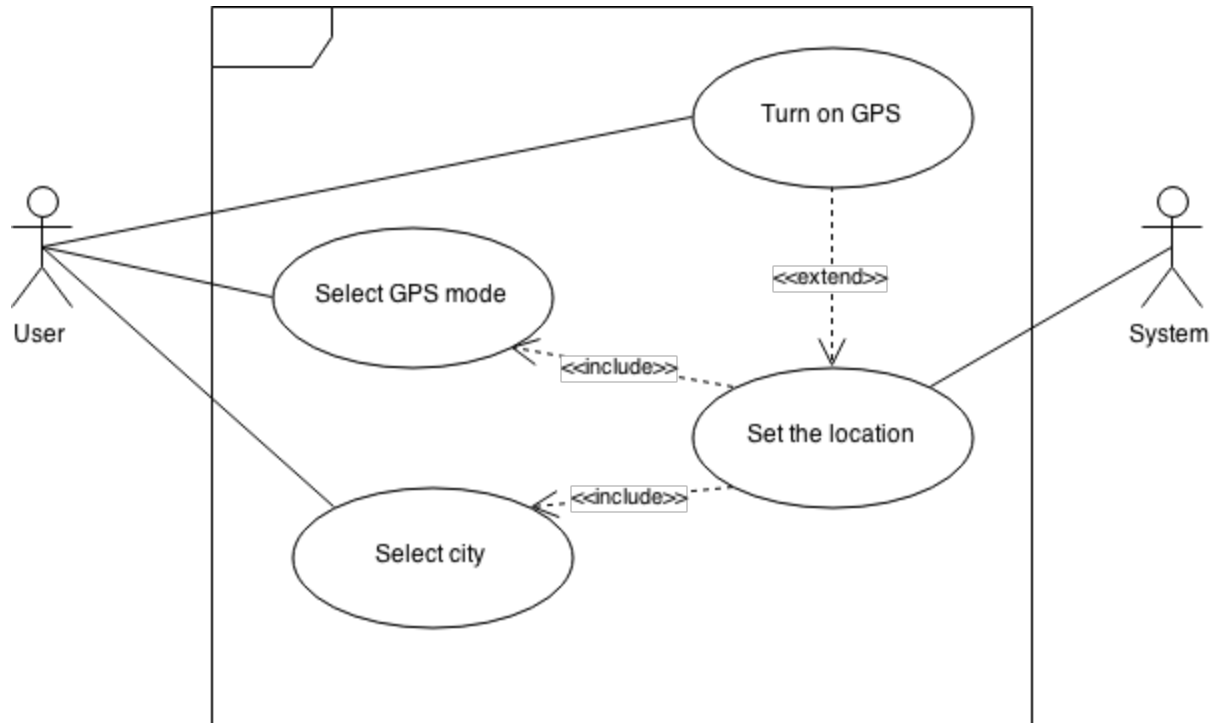 Turn on GPS
<<extend>>
Select GPS mode
User
System
<<include>>
Set the location
<<include>>
Select city